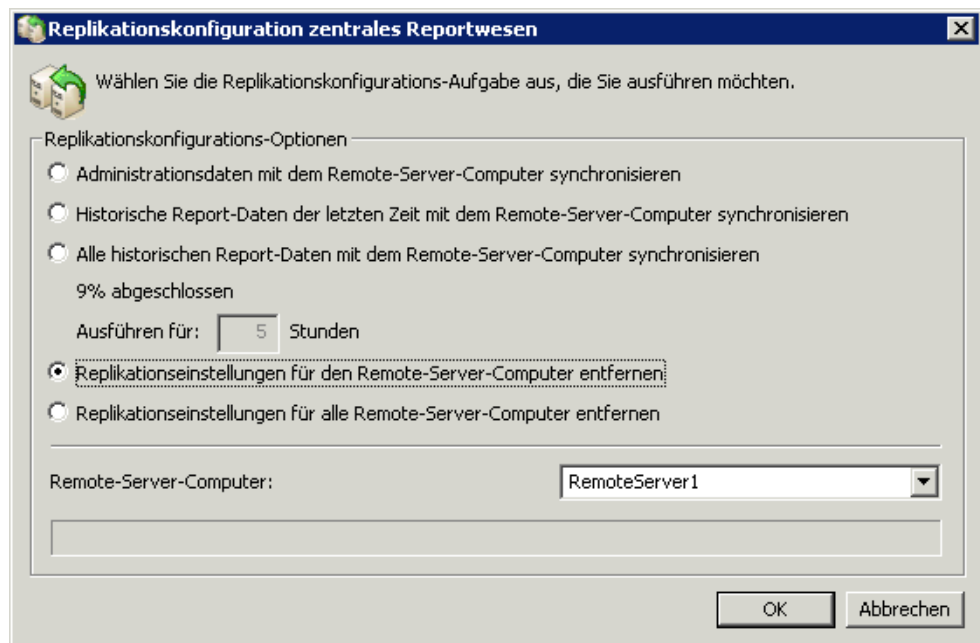 Replikationskonfiguration zentrales Reportwesen
Wählen Sie die Replikationskonfigurations-Aufgabe aus, die Sie ausführen möchten.
Replikationskonfigurations-Optionen
Administrationsdaten mit dem Remote-Server-Computer synchronisieren
Historische Report-Daten der letzten Zeit mit dem Remote-Server-Computer synchronisieren
Alle historischen Report-Daten mit dem Remote-Server-Computer synchronisieren
9% abgeschlossen
Ausführen für: 5 Stunden
Replikationseinstellungen für den Remote-Server-Computer entfernen
Replikationseinstellungen für alle Remote-Server-Computer entfernen
Remote-Server-Computer: RemoteServer1
OK Abbrechen